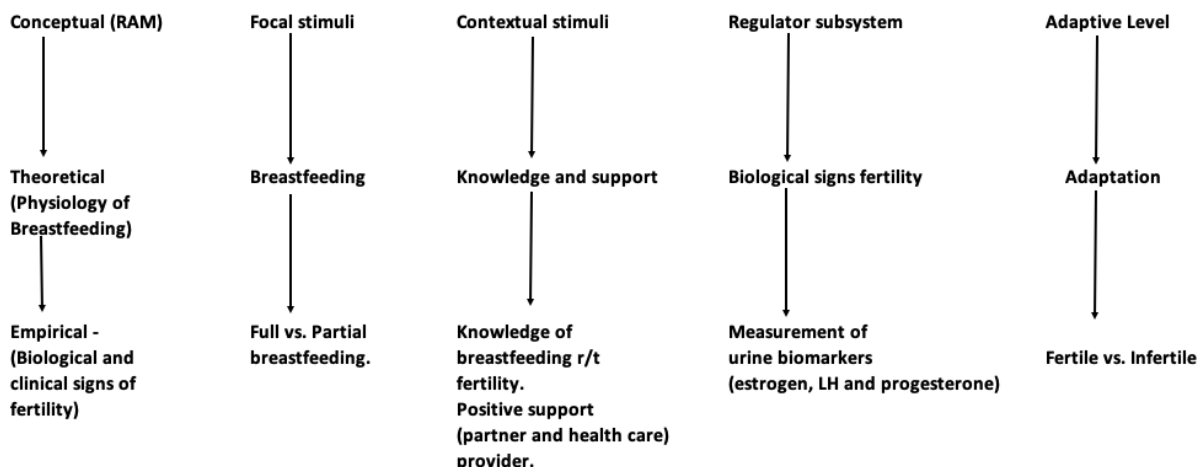 Conceptual (RAM)
Focal stimuli
Contextual stimuli
Regulator subsystem
Adaptive Level
Theoretical
(Physiology of
Breastfeeding)
Breastfeeding
Knowledge and support
Biological signs fertility
Adaptation
Empirical -
(Biological and
clinical signs of
fertility)
Full vs. Partial
breastfeeding.
Knowledge of
breastfeeding r/t
fertility.
Positive support
(partner and health care)
provider.
Measurement of
urine biomarkers
(estrogen, LH and progesterone)
Fertile vs. Infertile